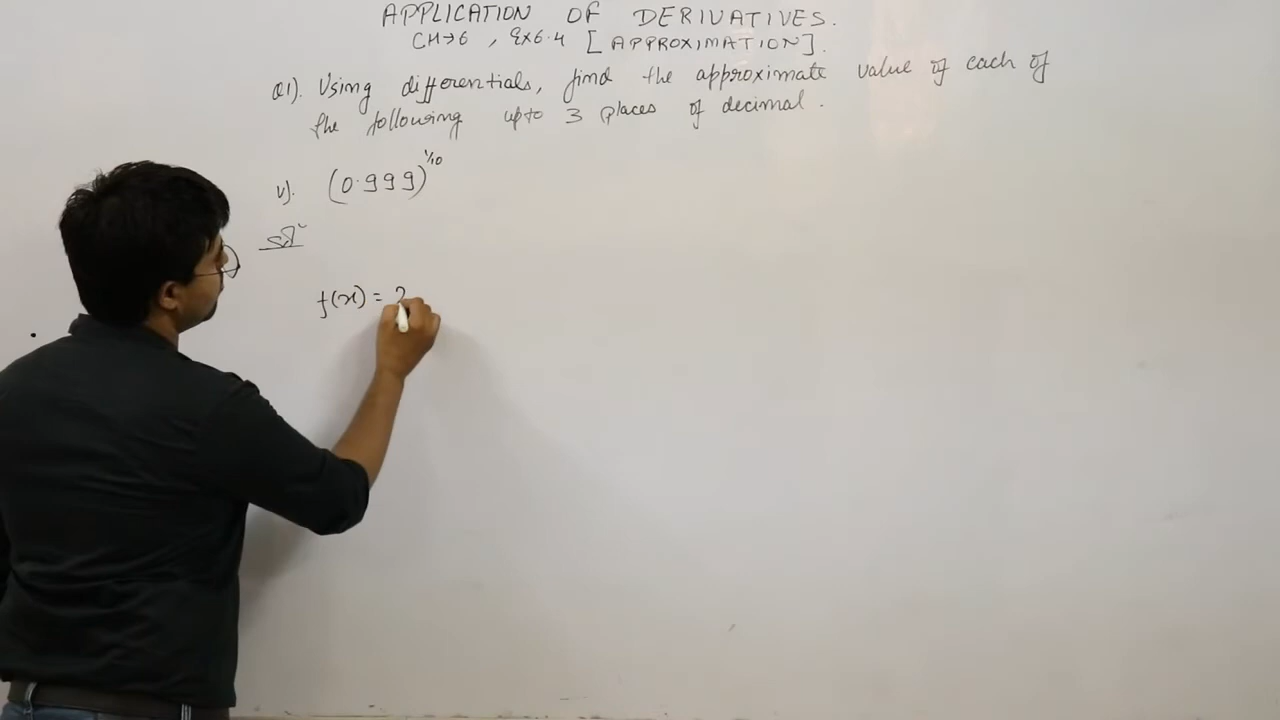 APPLICATION OF DERIVATIVES.
CH→6 , Ex6.4 [APPROXIMATION].
Q1). Using differentials, find the approximate value of each of
the following upto 3 places of decimal.
v). (0.999)^1/10
Sol^n
f(x) =